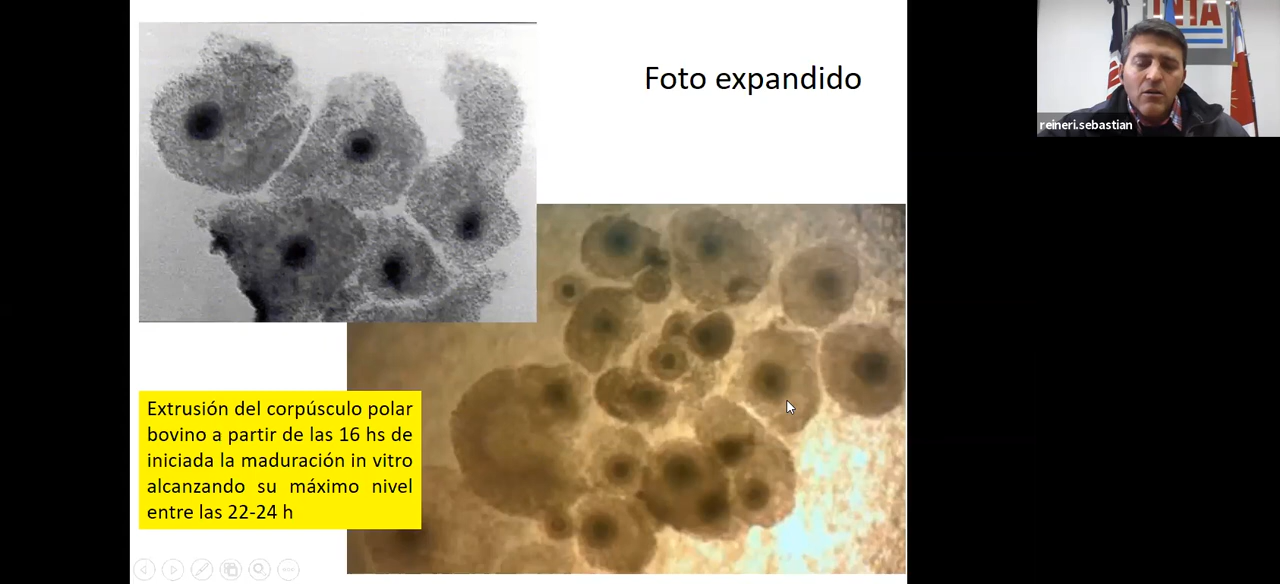 INTA
Foto expandido
reineri.sebastian
Extrusión del corpúsculo polar
bovino a partir de las 16 hs de
iniciada la maduración in vitro
alcanzando su máximo nivel
entre las 22-24 h